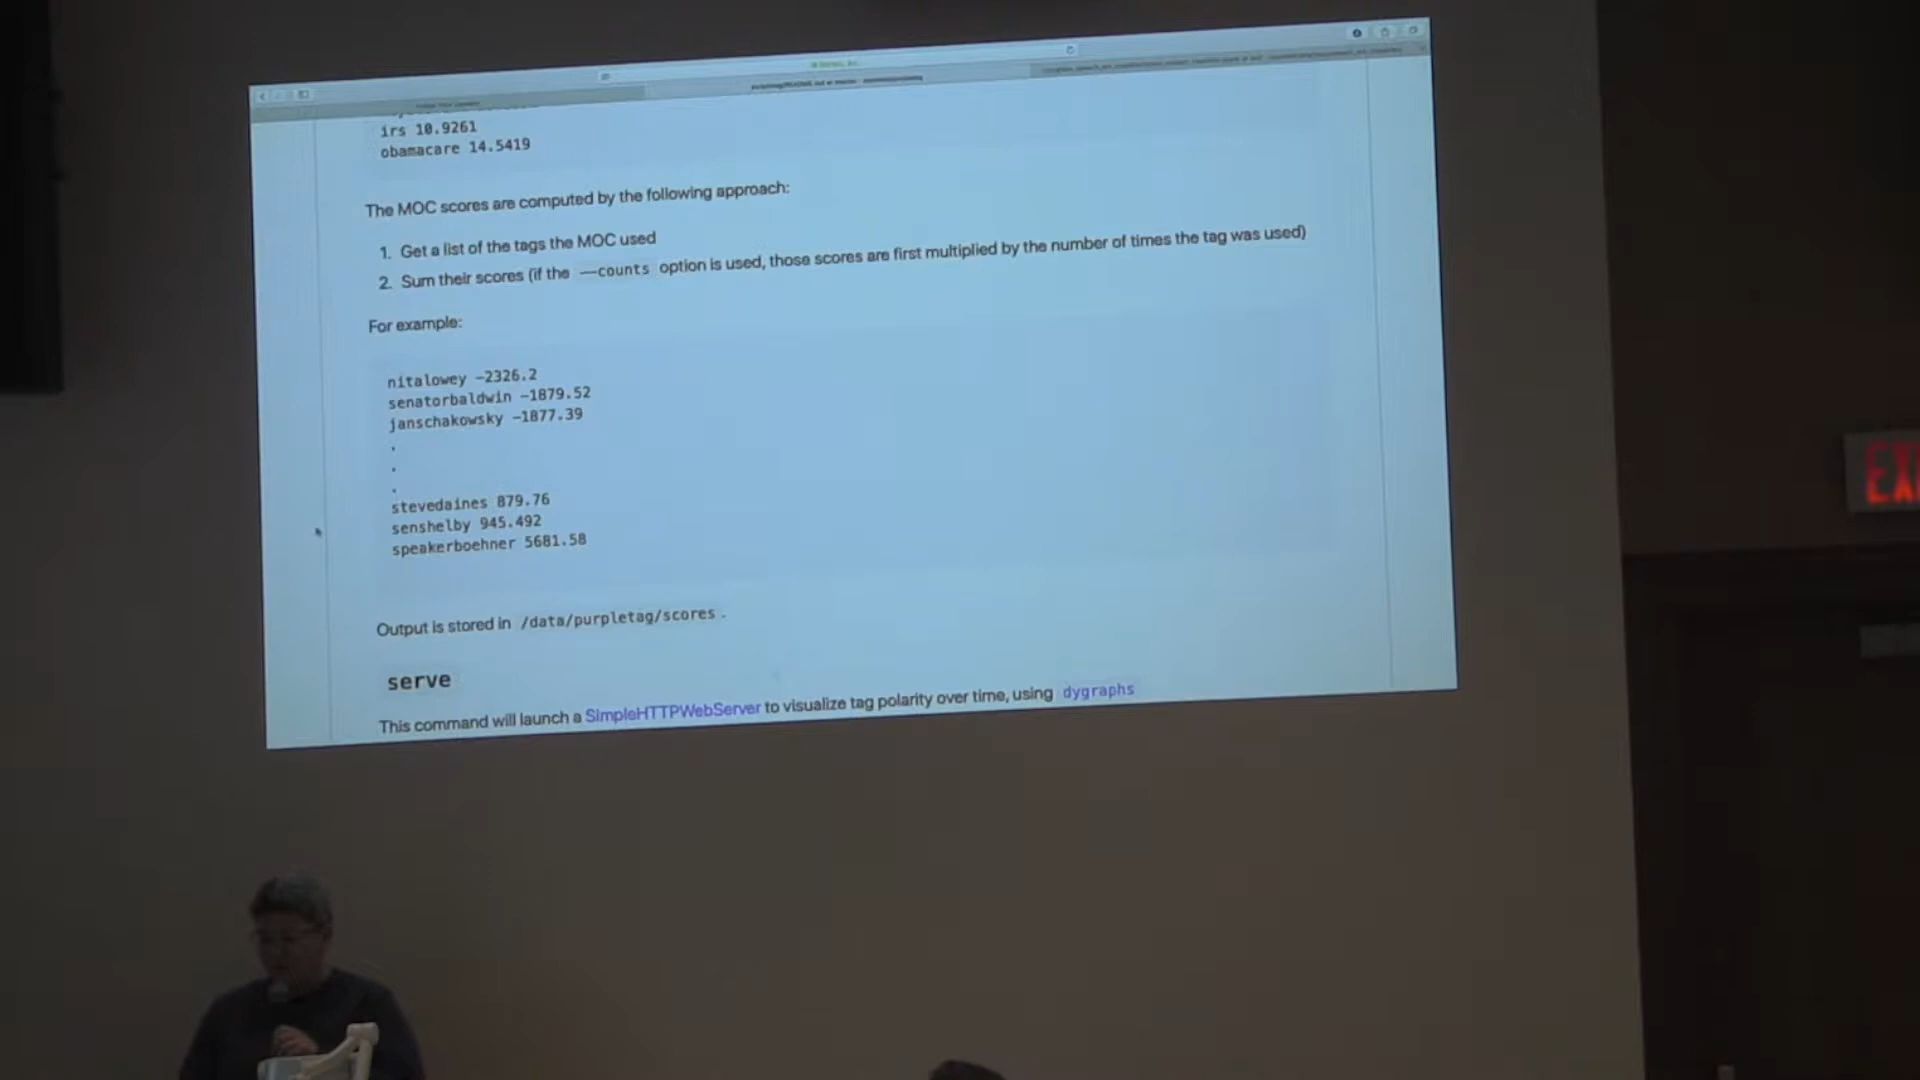 irs 10.9261
obamacare 14.5419
The MOC scores are computed by the following approach:
1. Get a list of the tags the MOC used
2. Sum their scores (if the —counts option is used, those scores are first multiplied by the number of times the tag was used)
For example:
nitalowey -2326.2
senatorbaldwin -1879.52
janschakowsky -1877.39
.
.
.
stevedaines 879.76
senshelby 945.492
speakerboehner 5681.58
Output is stored in /data/purpletag/scores .
serve
This command will launch a SimpleHTTPWebServer to visualize tag polarity over time, using dygraphs